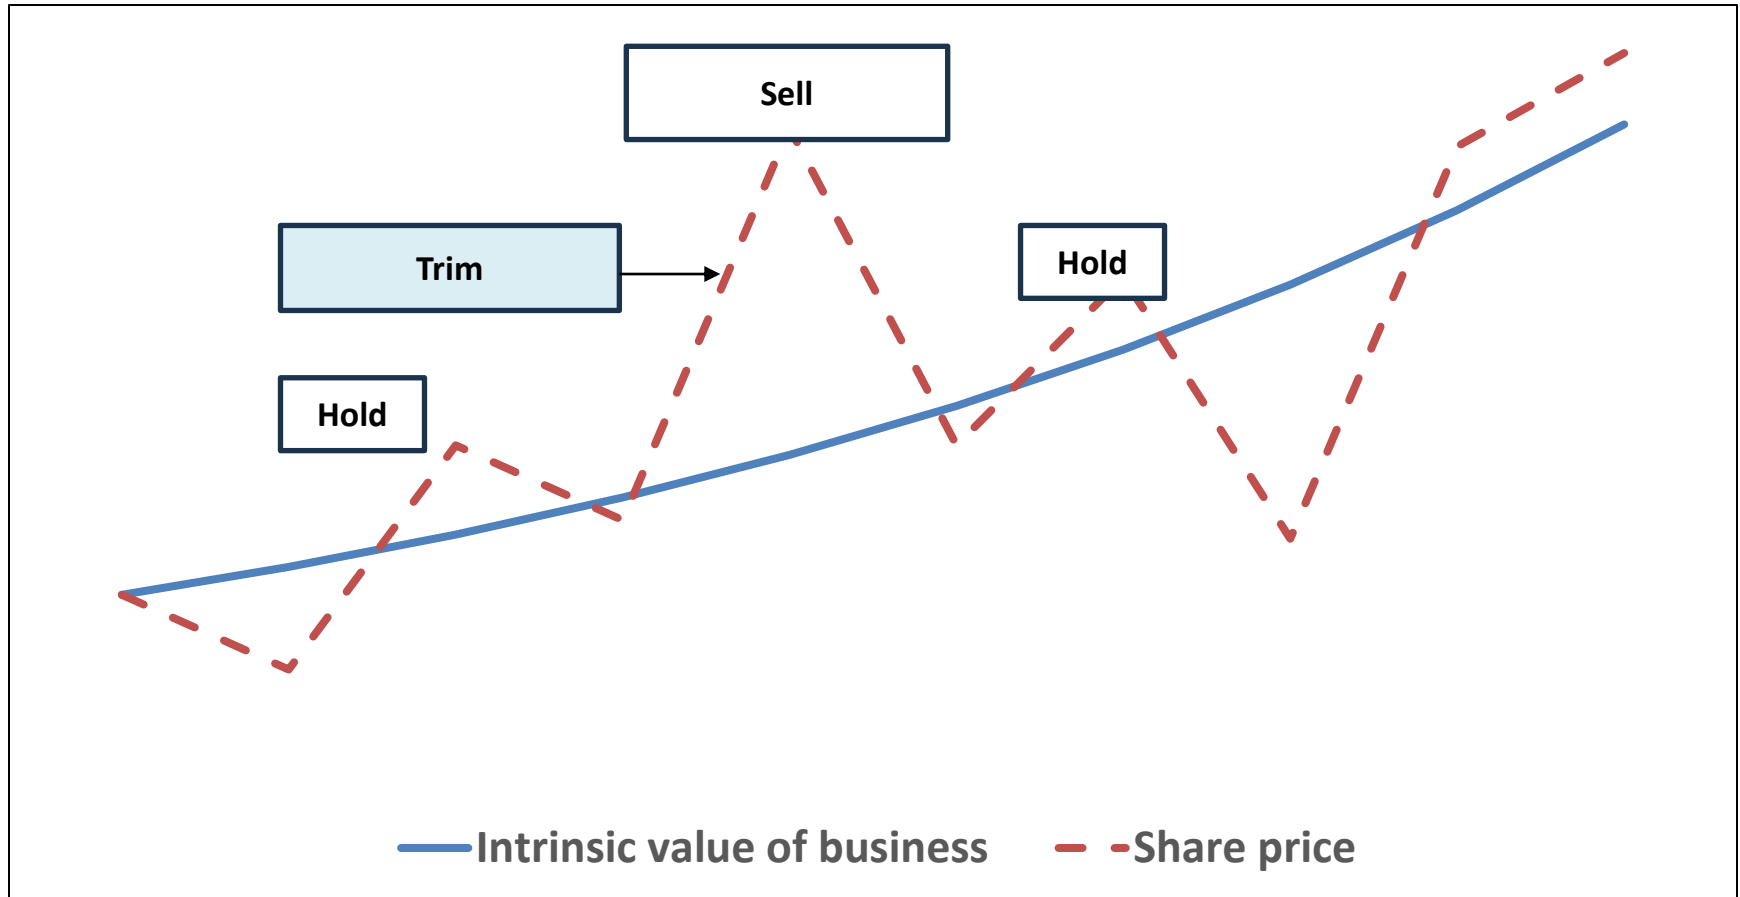 Sell
Trim
Hold
Hold
Intrinsic value of business
Share price